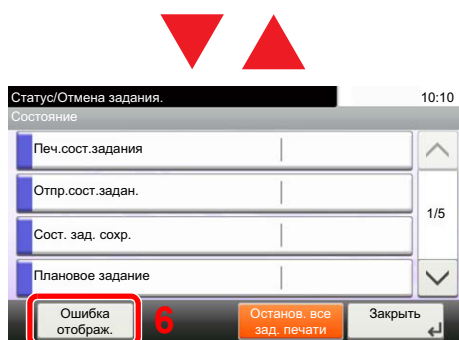 Статус/Отмена задания. 10:10
Состояние
Печ.сост.задания
Отпр.сост.задан.
1/5
Сост. зад. сохр.
Плановое задание
Ошибка
отображ.
6
Останов. все
зад. печати
Закрыть